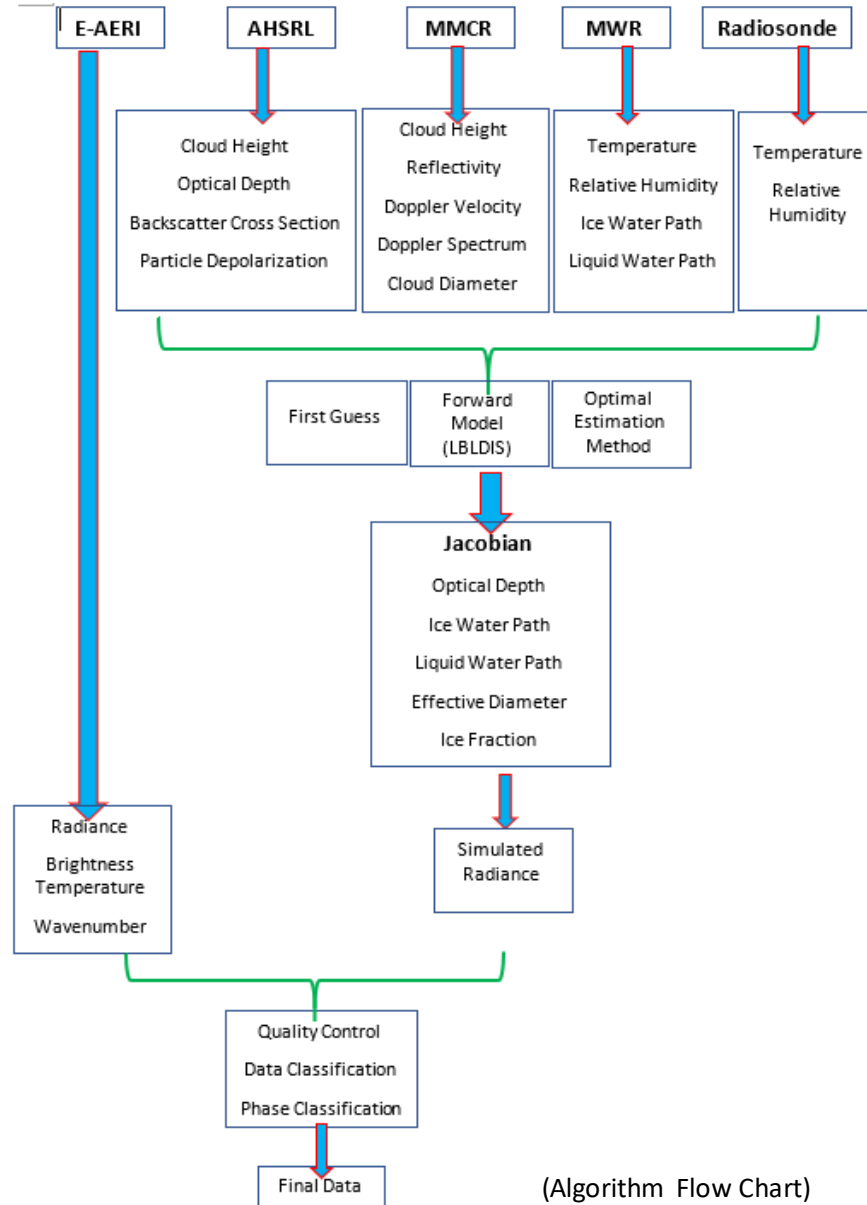 E-AERI
AHSRL
MMCR
MWR
Radiosonde
Cloud Height
Optical Depth
Backscatter Cross Section
Particle Depolarization
Cloud Height
Reflectivity
Doppler Velocity
Doppler Spectrum
Cloud Diameter
Temperature
Relative Humidity
Ice Water Path
Liquid Water Path
Temperature
Relative
Humidity
First Guess
Forward
Model
(LBLDIS)
Optimal
Estimation
Method
Jacobian
Optical Depth
Ice Water Path
Liquid Water Path
Effective Diameter
Ice Fraction
Radiance
Brightness
Temperature
Wavenumber
Simulated
Radiance
Quality Control
Data Classification
Phase Classification
Final Data
(Algorithm Flow Chart)